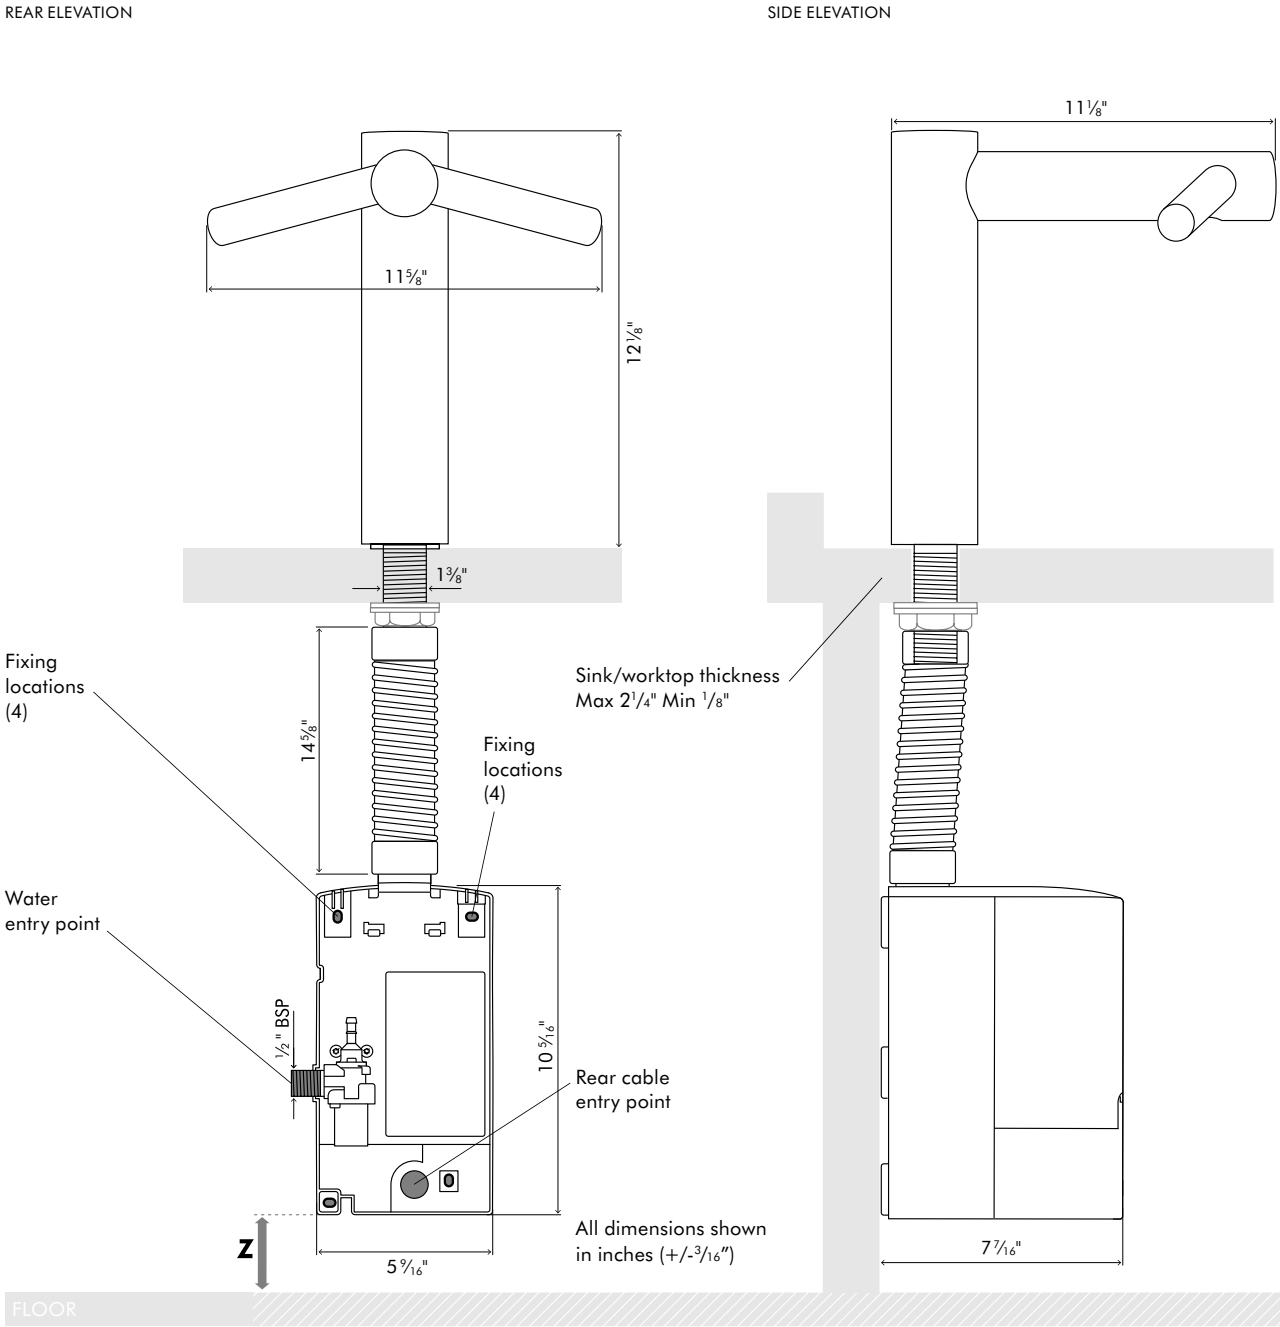 REAR ELEVATION
SIDE ELEVATION
11⅛"
11⅝"
12⅛"
1⅜"
Fixing
locations
(4)
Sink/worktop thickness
Max 2¼" Min ⅛"
14⅝"
Fixing
locations
(4)
Water
entry point
½" BSP
10 5/16"
Rear cable
entry point
All dimensions shown
in inches (+/-3/16")
Z
5 9/16"
7 7/16"
FLOOR